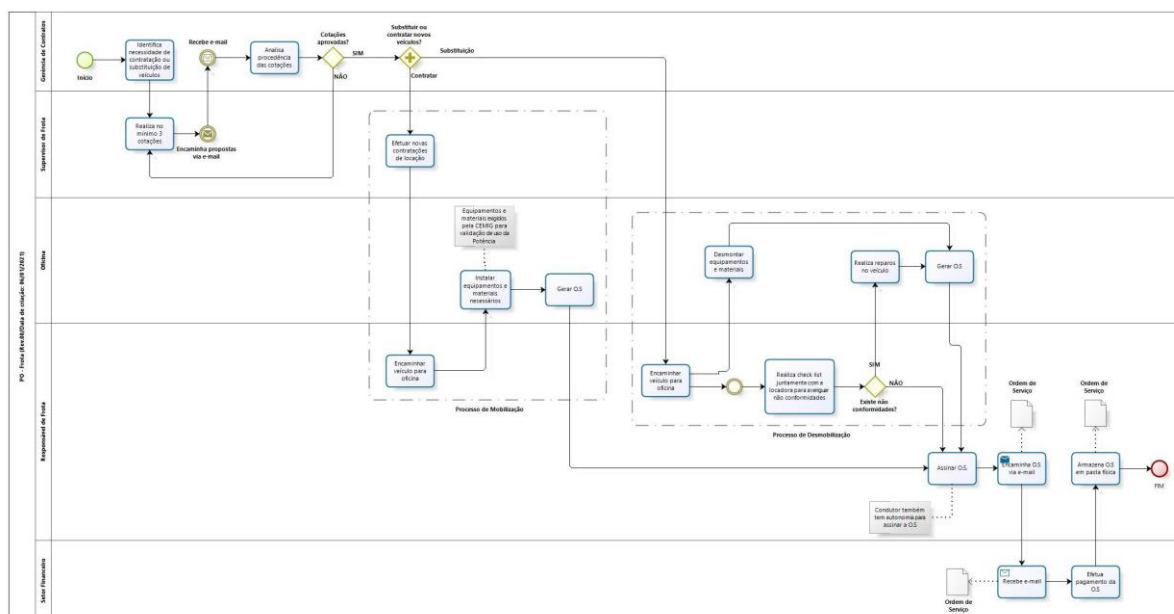 PO - Frota (Rev.00/Data de criação: 06/01/2021)
Gerência de Contratos
Início
Identifica
necessidade de
contratação ou
substituição de
veículos
Recebe e-mail
Analisa
procedência
das cotações
Cotações
aprovadas?
SIM
NÃO
Substituir ou
contratar novos
veículos?
Substituição
Contratar
Supervisor de Frota
Realiza no
mínimo 3
cotações
Encaminha propostas
via e-mail
Efetuar novas
contratações
de locação
Oficina
Equipamentos e
materiais exigidos
pela CEMIG para
validação de uso da
Potência
Instalar
equipamentos e
materiais
necessários
Gerar O.S
Desmontar
equipamentos
e materiais
Realiza reparos
no veículo
Gerar O.S
Responsável de Frota
Encaminhar
veículo para
oficina
Processo de Mobilização
Encaminhar
veículo para
oficina
Realiza check list
juntamente com a
locadora para averiguar
não conformidades
SIM
NÃO
Existe não
conformidades?
Processo de Desmobilização
Assinar O.S.
Condutor também
tem autonomia para
assinar a O.S
Ordem de
Serviço
Encaminha O.S
via e-mail
Ordem de
Serviço
Armazena O.S
em pasta física
FIM
Setor Financeiro
Ordem de
Serviço
Recebe e-mail
Efetua
pagamento da
O.S